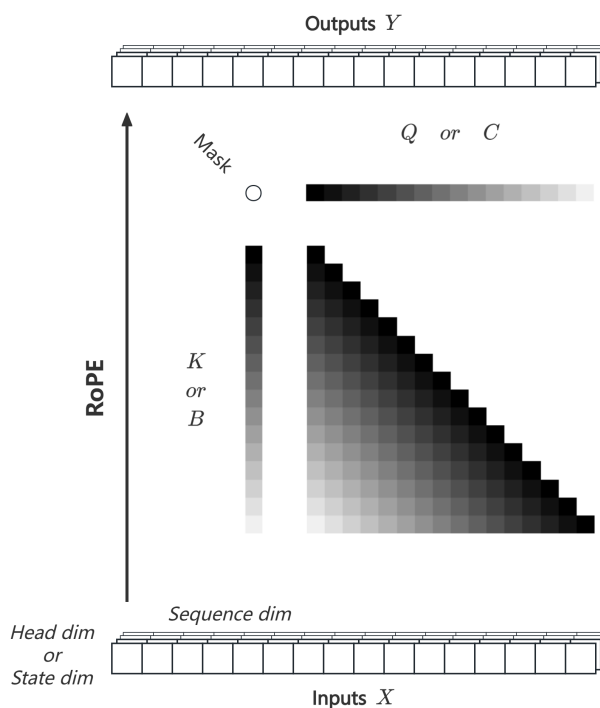 Outputs Y
Mask
Q or C
K
or
B
RoPE
Sequence dim
Head dim
or
State dim
Inputs X